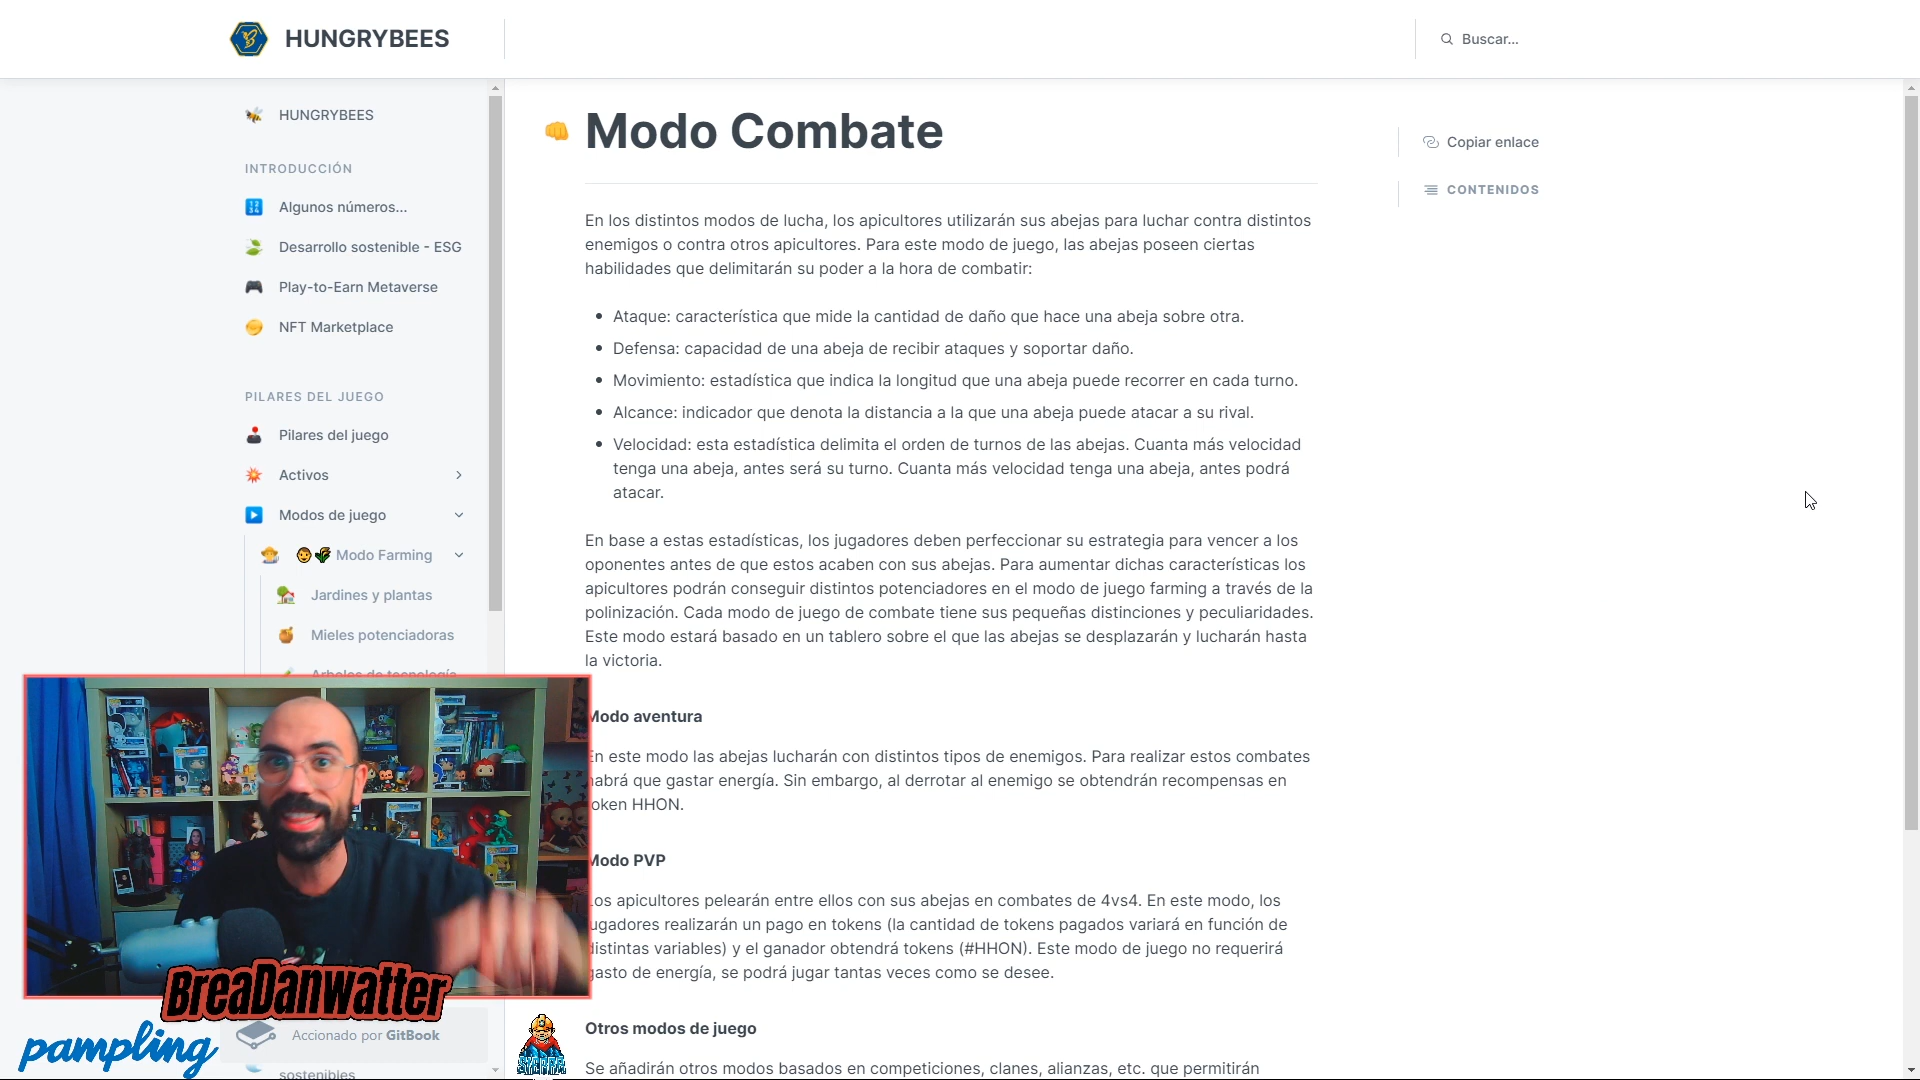 HUNGRYBEES
Buscar...
HUNGRYBEES
INTRODUCCIÓN
Algunos números...
Desarrollo sostenible - ESG
Play-to-Earn Metaverse
NFT Marketplace
PILARES DEL JUEGO
Pilares del juego
Activos
Modos de juego
Modo Farming
Jardines y plantas
Mieles potenciadoras
Arboles de tecnología
Modo Combate
En los distintos modos de lucha, los apicultores utilizarán sus abejas para luchar contra distintos
enemigos o contra otros apicultores. Para este modo de juego, las abejas poseen ciertas
habilidades que delimitarán su poder a la hora de combatir:
• Ataque: característica que mide la cantidad de daño que hace una abeja sobre otra.
• Defensa: capacidad de una abeja de recibir ataques y soportar daño.
• Movimiento: estadística que indica la longitud que una abeja puede recorrer en cada turno.
• Alcance: indicador que denota la distancia a la que una abeja puede atacar a su rival.
• Velocidad: esta estadística delimita el orden de turnos de las abejas. Cuanta más velocidad
tenga una abeja, antes será su turno. Cuanta más velocidad tenga una abeja, antes podrá
atacar.
En base a estas estadísticas, los jugadores deben perfeccionar su estrategia para vencer a los
oponentes antes de que estos acaben con sus abejas. Para aumentar dichas características los
apicultores podrán conseguir distintos potenciadores en el modo de juego farming a través de la
polinización. Cada modo de juego de combate tiene sus pequeñas distinciones y peculiaridades.
Este modo estará basado en un tablero sobre el que las abejas se desplazarán y lucharán hasta
la victoria.
Modo aventura
En este modo las abejas lucharán con distintos tipos de enemigos. Para realizar estos combates
habrá que gastar energía. Sin embargo, al derrotar al enemigo se obtendrán recompensas en
token HHON.
Modo PVP
Los apicultores pelearán entre ellos con sus abejas en combates de 4vs4. En este modo, los
jugadores realizarán un pago en tokens (la cantidad de tokens pagados variará en función de
distintas variables) y el ganador obtendrá tokens (#HHON). Este modo de juego no requerirá
gasto de energía, se podrá jugar tantas veces como se desee.
Otros modos de juego
Se añadirán otros modos basados en competiciones, clanes, alianzas, etc. que permitirán
Copiar enlace
CONTENIDOS
BreaDanwatter
pampling
Accionado por GitBook
sostenibles